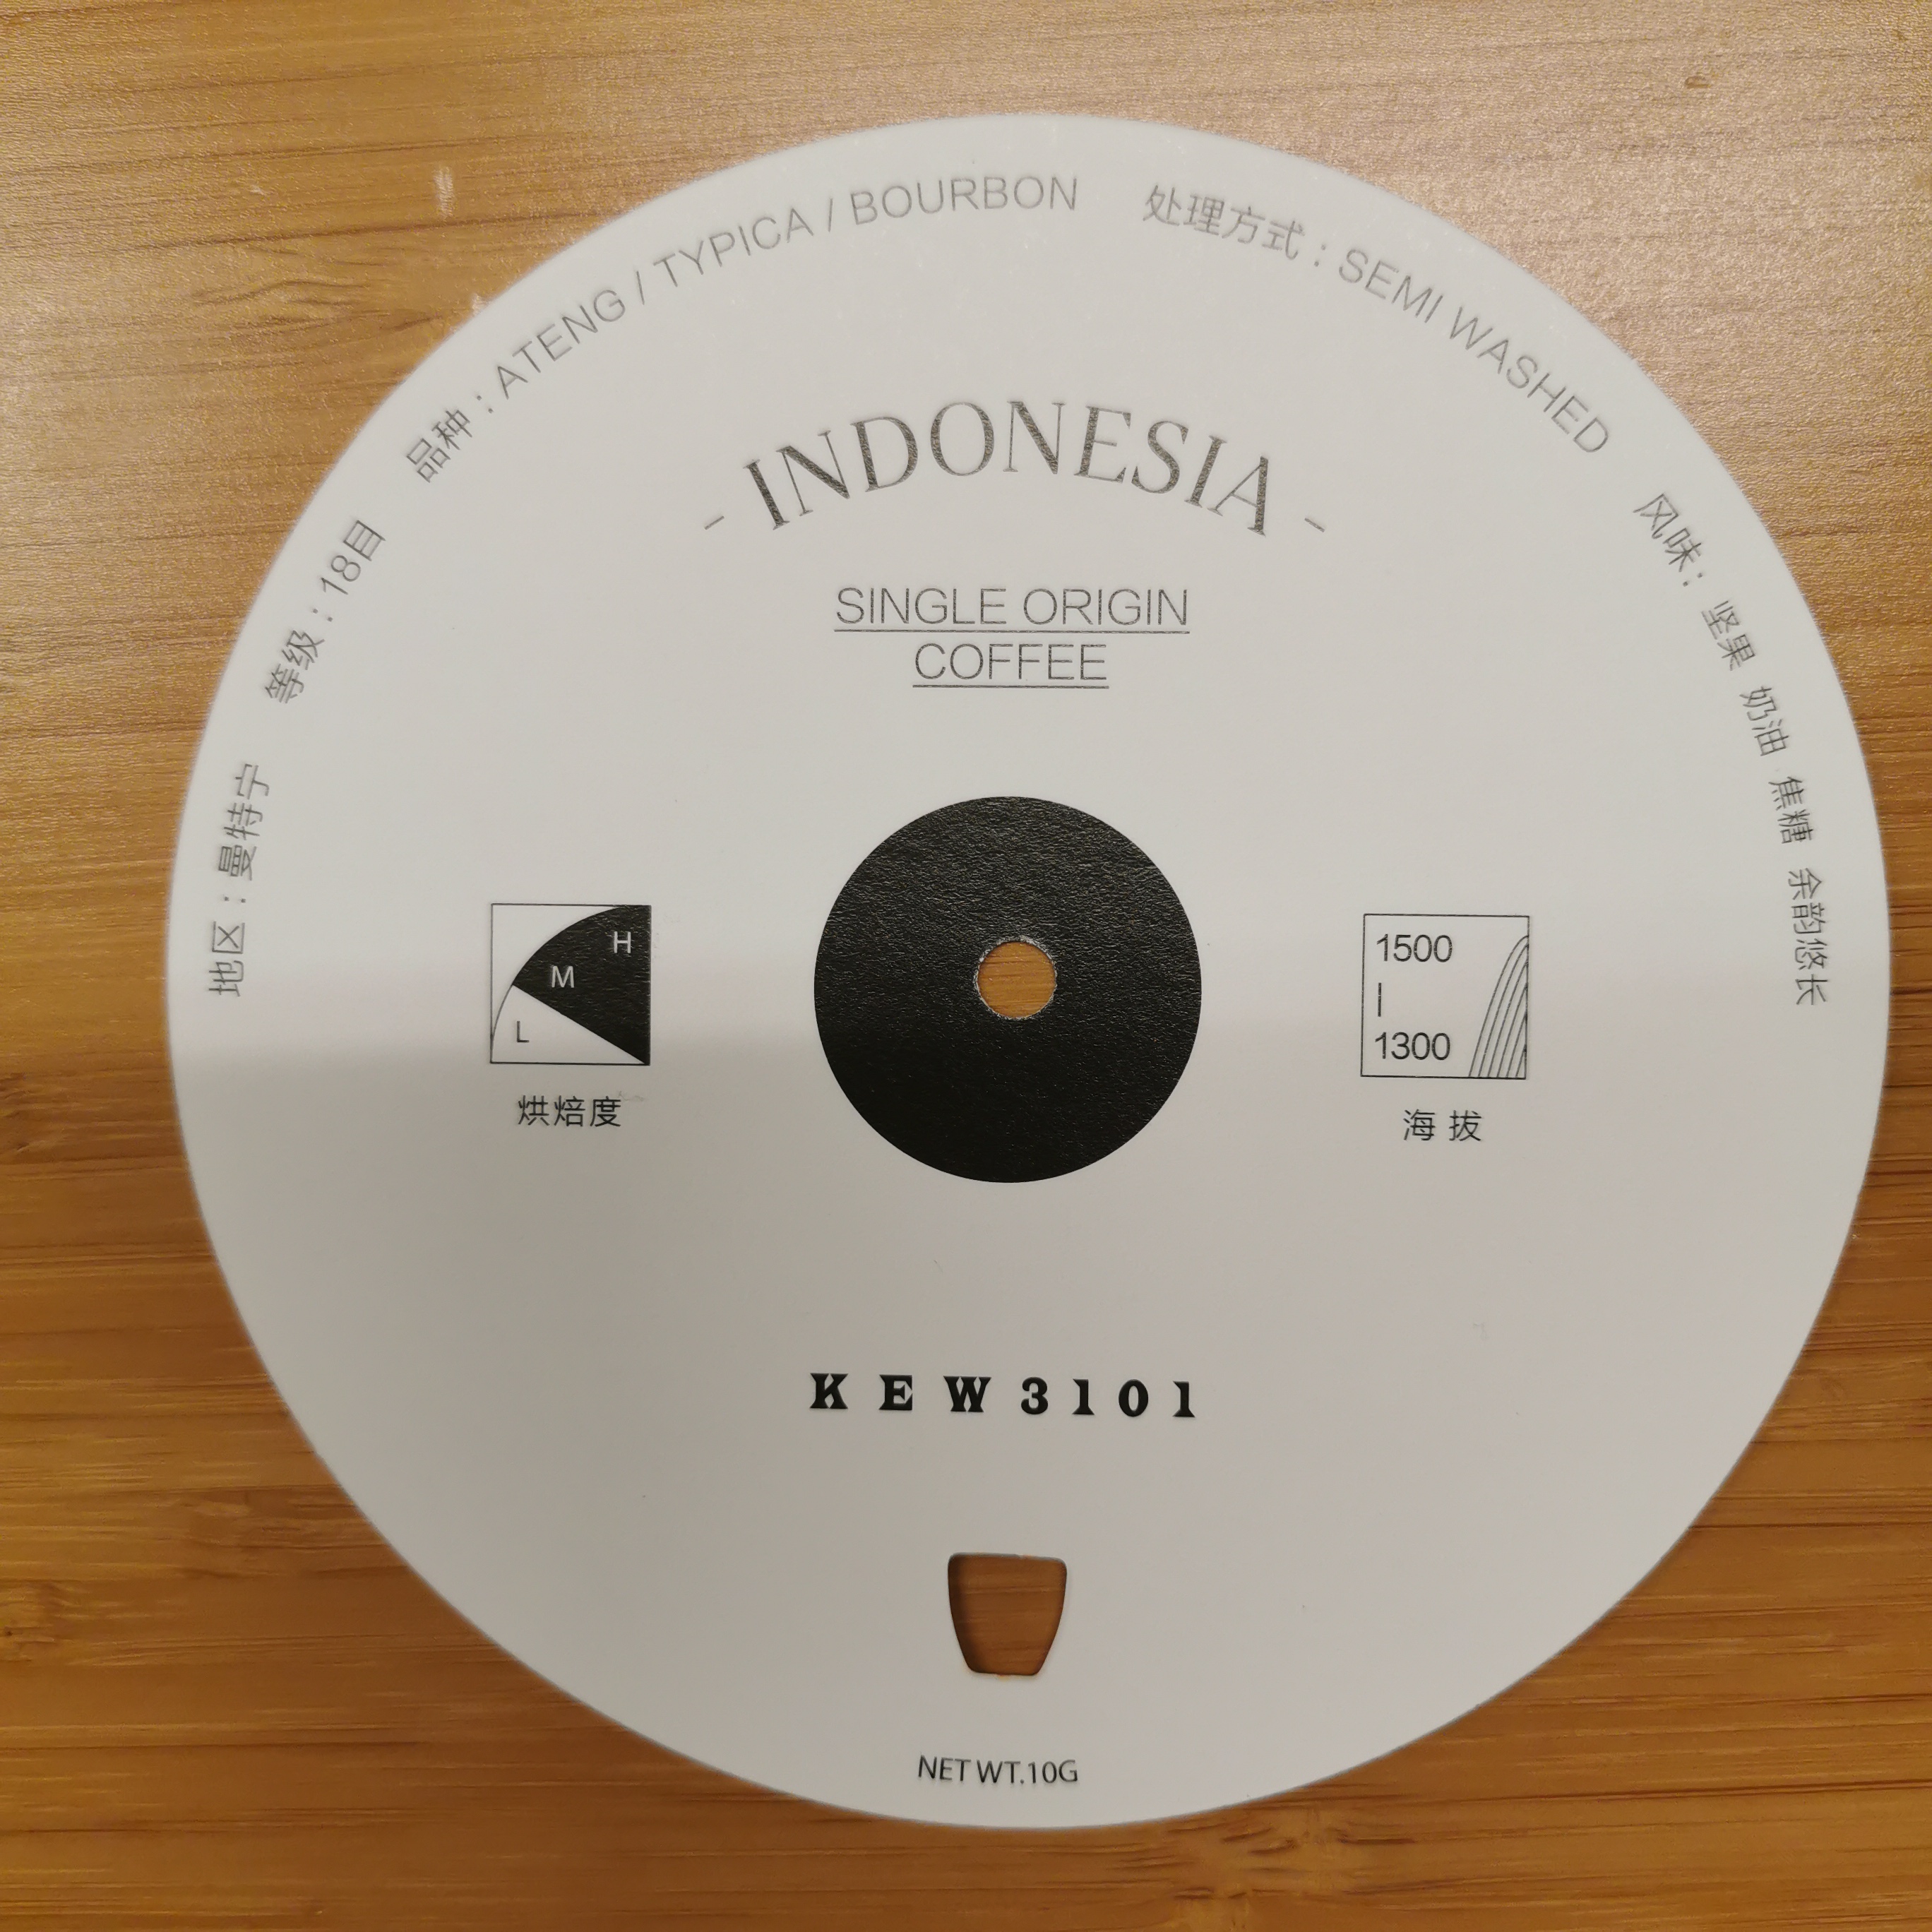 地区：曼特宁
等级：18目
品种：ATENG / TYPICA / BOURBON
处理方式：SEMI WASHED
风味：坚果 奶油 焦糖 余韵悠长
- INDONESIA -
SINGLE ORIGIN
COFFEE
H
M
L
烘焙度
1500
|
1300
海拔
KEW3101
NET WT.10G